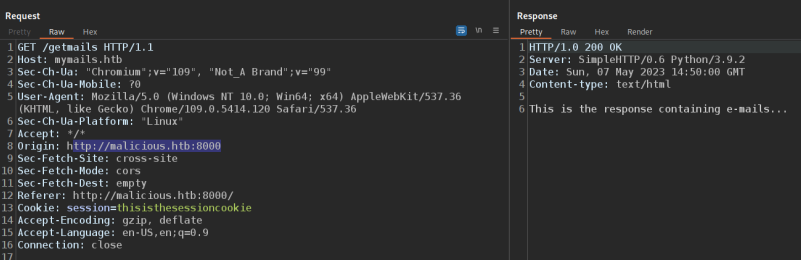 Request
Pretty Raw Hex
\n
1 GET /getmails HTTP/1.1
2 Host: mymails.htb
3 Sec-Ch-Ua: "Chromium";v="109", "Not_A Brand";v="99"
4 Sec-Ch-Ua-Mobile: ?0
5 User-Agent: Mozilla/5.0 (Windows NT 10.0; Win64; x64) AppleWebKit/537.36
(KHTML, like Gecko) Chrome/109.0.5414.120 Safari/537.36
6 Sec-Ch-Ua-Platform: "Linux"
7 Accept: */*
8 Origin: http://malicious.htb:8000
9 Sec-Fetch-Site: cross-site
10 Sec-Fetch-Mode: cors
11 Sec-Fetch-Dest: empty
12 Referer: http://malicious.htb:8000/
13 Cookie: session=thisisthesessioncookie
14 Accept-Encoding: gzip, deflate
15 Accept-Language: en-US,en;q=0.9
16 Connection: close
17
Response
Pretty Raw Hex Render
1 HTTP/1.0 200 OK
2 Server: SimpleHTTP/0.6 Python/3.9.2
3 Date: Sun, 07 May 2023 14:50:00 GMT
4 Content-type: text/html
5
6 This is the response containing e-mails...